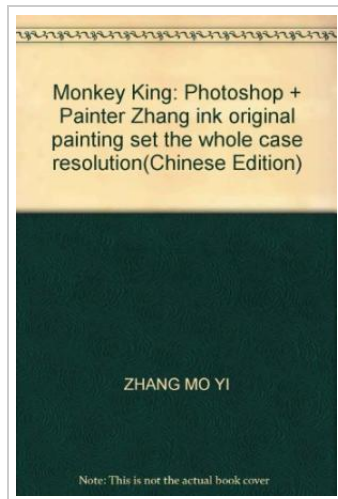 Monkey King: Photoshop +
Painter Zhang ink original
painting set the whole case
resolution(Chinese Edition)
ZHANG MO YI
Note: This is not the actual book cover